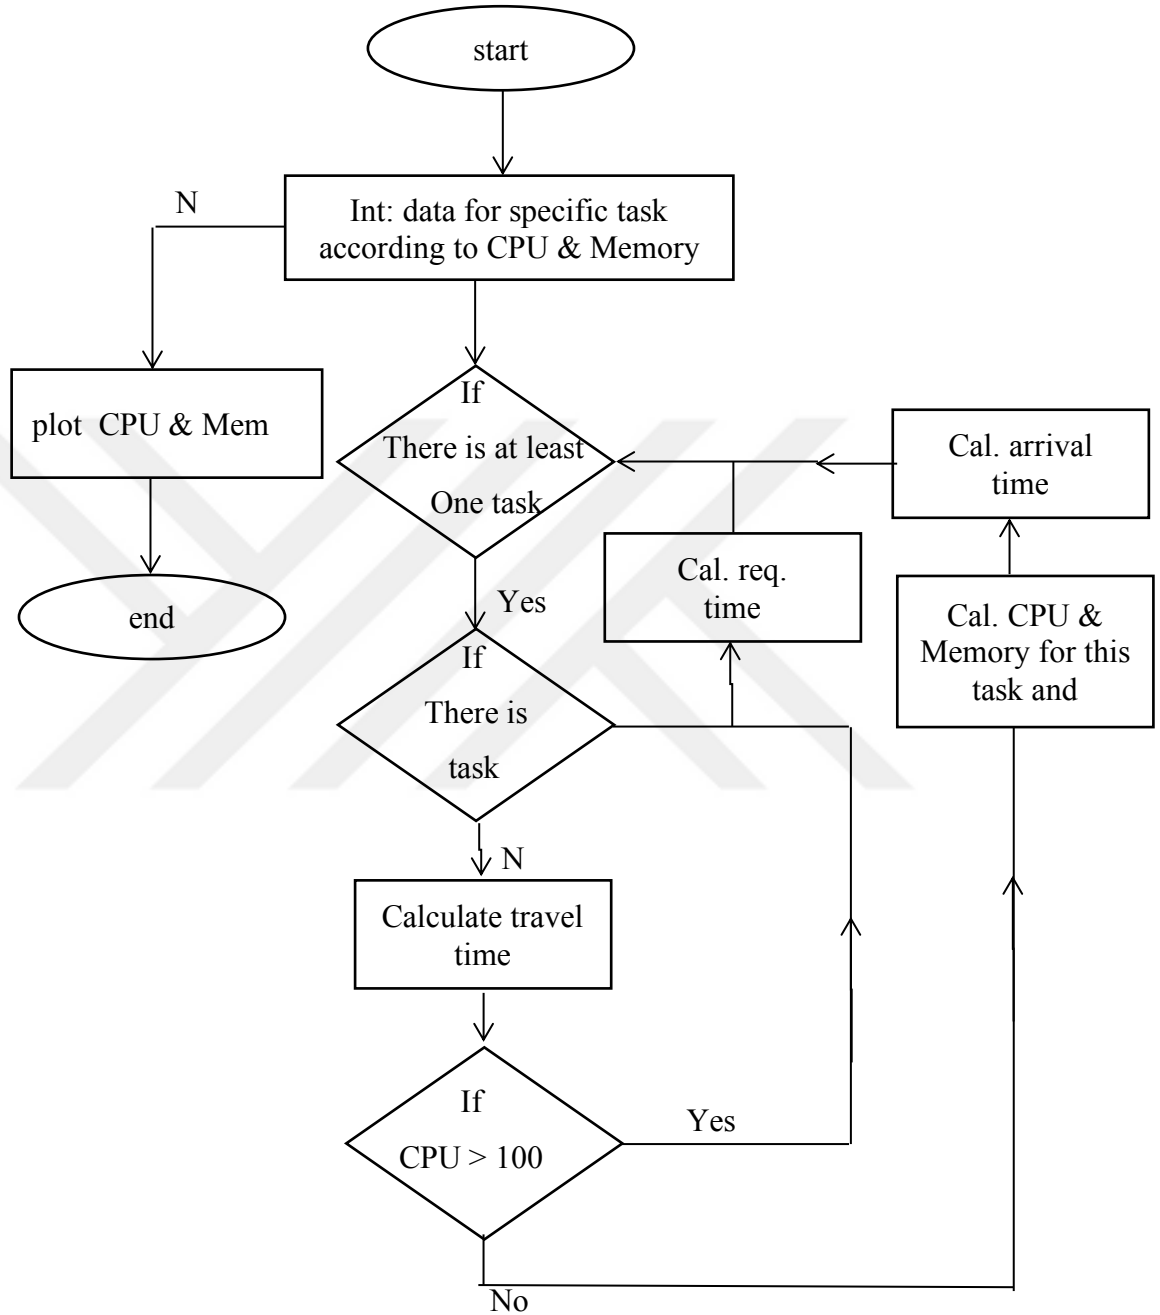 start
N
Int: data for specific task
according to CPU & Memory
plot CPU & Mem
If
There is at least
One task
Cal. arrival
time
Cal. req.
time
Cal. CPU &
Memory for this
task and
end
Yes
If
There is
task
N
Calculate travel
time
If
CPU > 100
Yes
No